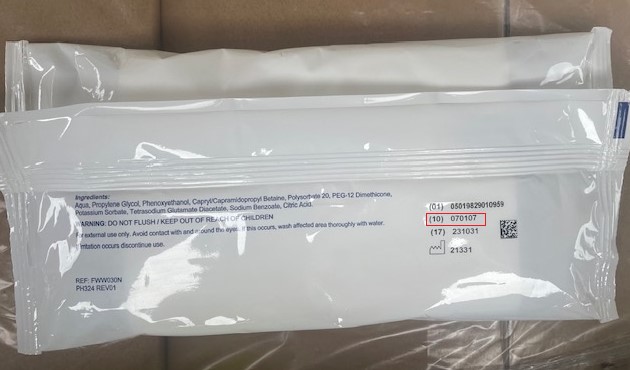 Ingredients:
Aqua, Propylene Glycol, Phenoxyethanol, Capryl/Capramidopropyl Betaine, Polysorbate 20, PEG-12 Dimethicone,
Potassium Sorbate, Tetrasodium Glutamate Diacetate, Sodium Benzoate, Citric Acid.
WARNING: DO NOT FLUSH / KEEP OUT OF REACH OF CHILDREN
For external use only. Avoid contact with and around the eyes. If this occurs, wash affected area thoroughly with water.
If irritation occurs discontinue use.
REF: FWW030N
PH324 REV01
(01) 05019829010959
(10) 070107
(17) 231031
21331